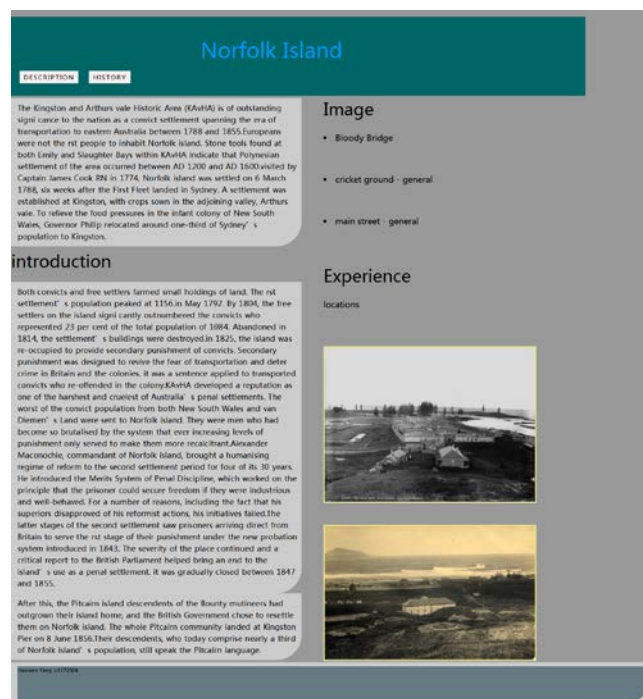 Norfolk Island
DESCRIPTION HISTORY
The Kingston and Arthurs vale Historic Area (KAvHA) is of outstanding
signi cance to the nation as a convict settlement spanning the era of
transportation to eastern Australia between 1788 and 1855.Europeans
were not the rst people to inhabit Norfolk island. Stone tools found at
both Emily and Slaughter Bays within KAvHA indicate that Polynesian
settlement of the area occurred between AD 1200 and AD 1600.visited by
Captain James Cook RN in 1774, Norfolk island was settled on 6 March
1788, six weeks after the First Fleet landed in Sydney. A settlement was
established at Kingston, with crops sown in the adjoining valley, Arthurs
vale. To relieve the food pressures in the infant colony of New South
Wales, Governor Philip relocated around one-third of Sydney's
population to Kingston.
introduction
Both convicts and free settlers farmed small holdings of land. The rst
settlement's population peaked at 1156.in May 1792. By 1804, the free
settlers on the island signi cantly outnumbered the convicts who
represented 23 per cent of the total population of 1084. Abandoned in
1814, the settlement's buildings were destroyed.in 1825, the island was
re-occupied to provide secondary punishment of convicts. Secondary
punishment was designed to revive the fear of transportation and deter
crime in Britain and the colonies. it was a sentence applied to transported
convicts who re-offended in the colony.KAvHA developed a reputation as
one of the harshest and cruelest of Australia's penal settlements. The
worst of the convict population from both New South Wales and van
Diemen's Land were sent to Norfolk island. They were men who had
become so brutalised by the system that ever increasing levels of
punishment only served to make them more recalcitrant.Alexander
Maconochie, commandant of Norfolk island, brought a humanising
regime of reform to the second settlement period for four of its 30 years.
He introduced the Merits System of Penal Discipline, which worked on the
principle that the prisoner could secure freedom if they were industrious
and well-behaved. For a number of reasons, including the fact that his
superiors disapproved of his reformist actions, his initiatives failed.The
latter stages of the second settlement saw prisoners arriving direct from
Britain to serve the rst stage of their punishment under the new probation
system introduced in 1843. The severity of the place continued and a
critical report to the British Parliament helped bring an end to the
island's use as a penal settlement. it was gradually closed between 1847
and 1855.
After this, the Pitcairn island descendents of the Bounty mutineers had
outgrown their island home, and the British Government chose to resettle
them on Norfolk island. The whole Pitcairn community landed at Kingston
Pier on 8 June 1856.Their descendents, who today comprise nearly a third
of Norfolk island's population, still speak the Pitcairn language.
Image
• Bloody Bridge
• cricket ground - general
• main street - general
Experience
locations